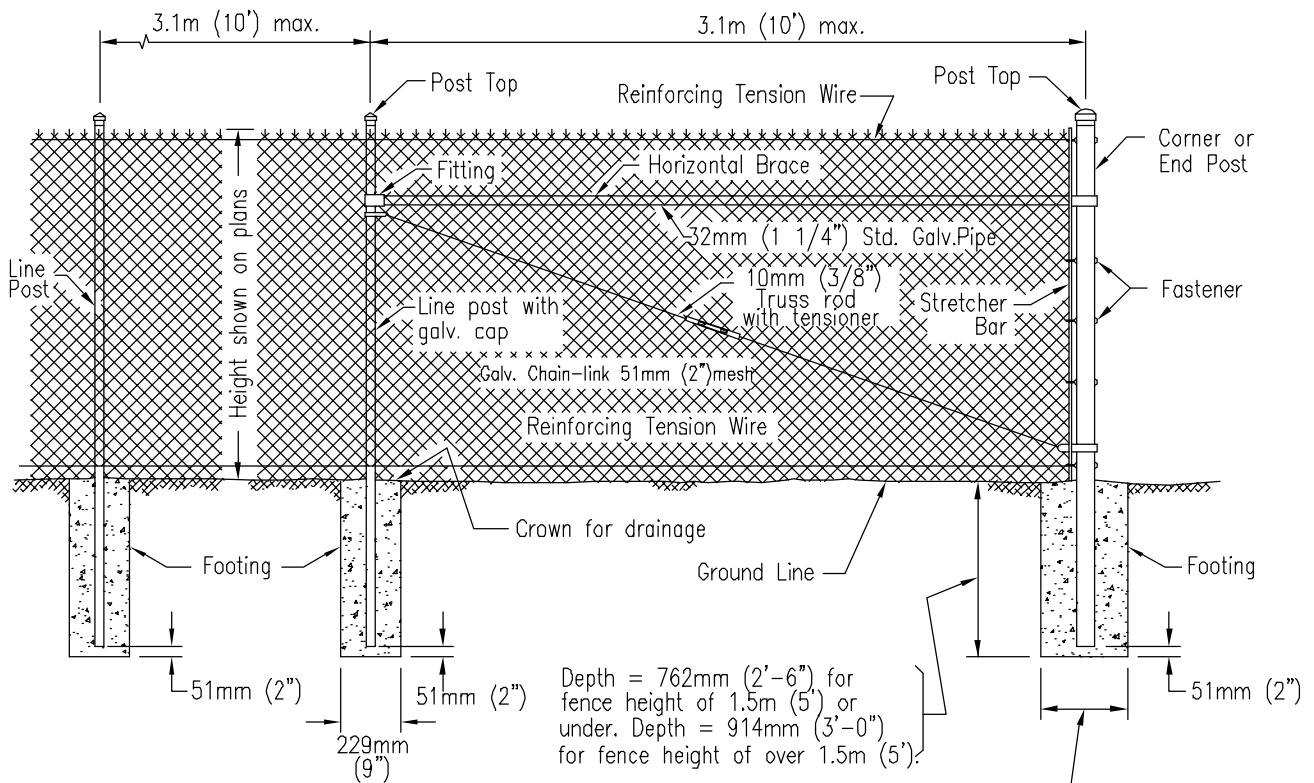 3.1m (10') max.
3.1m (10') max.
Post Top
Post Top
Reinforcing Tension Wire
Corner or
End Post
Fitting
Horizontal Brace
32mm (1 1/4") Std. Galv.Pipe
Height shown on plans
Line
Post
10mm (3/8")
Truss rod
with tensioner
Line post with
galv. cap
Stretcher
Bar
Fastener
Galv. Chain-link 51mm (2")mesh
Reinforcing Tension Wire
Crown for drainage
Footing
Ground Line
Footing
51mm (2")
51mm (2")
51mm (2")
229mm
(9")
Depth = 762mm (2'-6") for
fence height of 1.5m (5') or
under. Depth = 914mm (3'-0")
for fence height of over 1.5m (5').